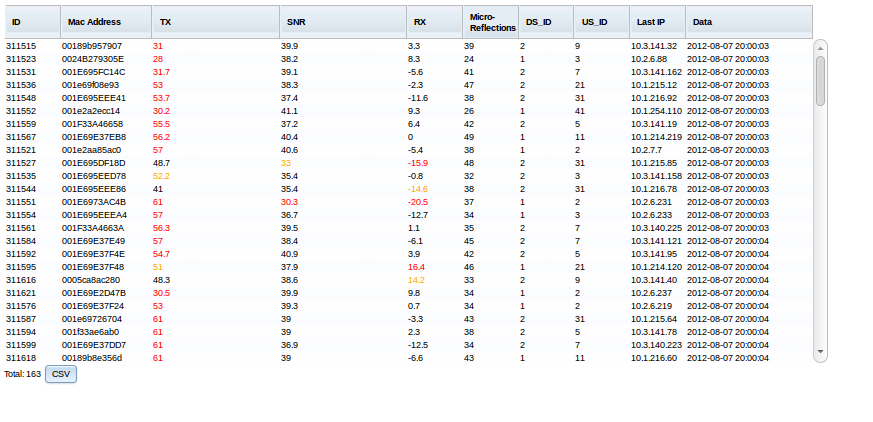 ID Mac Address TX SNR RX Micro-Reflections DS_ID US_ID Last IP Data
311515 00189b957907 31 39.9 3.3 39 2 9 10.3.141.32 2012-08-07 20:00:03
311523 0024B279305E 28 38.2 8.3 24 1 3 10.2.6.88 2012-08-07 20:00:03
311531 001E695FC14C 31.7 39.1 -5.6 41 2 7 10.3.141.162 2012-08-07 20:00:03
311536 001e69f08e93 53 38.3 -2.3 47 2 21 10.1.215.12 2012-08-07 20:00:03
311548 001E695EEE41 53.7 37.4 -11.6 38 2 31 10.1.216.92 2012-08-07 20:00:03
311552 001e2a2ecc14 30.2 41.1 9.3 26 1 41 10.1.254.110 2012-08-07 20:00:03
311559 001F33A46658 55.5 37.2 6.4 42 2 5 10.3.141.19 2012-08-07 20:00:03
311567 001E69E37EB8 56.2 40.4 0 49 1 11 10.1.214.219 2012-08-07 20:00:03
311521 001e2aa85ac0 57 40.6 -5.4 38 1 2 10.2.7.7 2012-08-07 20:00:03
311527 001E695DF18D 48.7 33 -15.9 48 2 31 10.1.215.85 2012-08-07 20:00:03
311535 001E695EED78 52.2 35.4 -0.8 32 2 3 10.3.141.158 2012-08-07 20:00:03
311544 001E695EEE86 41 35.4 -14.6 38 2 31 10.1.216.78 2012-08-07 20:00:03
311551 001E6973AC4B 61 30.3 -20.5 37 1 2 10.2.6.231 2012-08-07 20:00:03
311554 001E695EEEA4 57 36.7 -12.7 34 1 3 10.2.6.233 2012-08-07 20:00:03
311561 001F33A4663A 56.3 39.5 1.1 35 2 7 10.3.140.225 2012-08-07 20:00:03
311584 001E69E37E49 57 38.4 -6.1 45 2 7 10.3.141.121 2012-08-07 20:00:04
311592 001E69E37F4E 54.7 40.9 3.9 42 2 5 10.3.141.95 2012-08-07 20:00:04
311595 001E69E37F48 51 37.9 16.4 46 1 21 10.1.214.120 2012-08-07 20:00:04
311616 0005ca8ac280 48.3 38.6 14.2 33 2 9 10.3.141.40 2012-08-07 20:00:04
311621 001E69E2D47B 30.5 39.9 9.8 34 1 2 10.2.6.237 2012-08-07 20:00:04
311576 001E69E37F24 53 39.3 0.7 34 1 2 10.2.6.219 2012-08-07 20:00:04
311587 001e69726704 61 39 -3.3 43 2 31 10.1.215.64 2012-08-07 20:00:04
311594 001f33ae6ab0 61 39 2.3 38 2 5 10.3.141.78 2012-08-07 20:00:04
311599 001E69E37DD7 61 36.9 -12.5 34 2 7 10.3.140.223 2012-08-07 20:00:04
311618 00189b8e356d 61 39 -6.6 43 1 11 10.1.216.60 2012-08-07 20:00:04
Total: 163 CSV